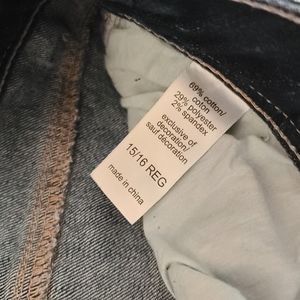 69% cotton/
coton
29% polyester
2% spandex
exclusive of
decoration/
sauf décoration
15/16 REG
made in china